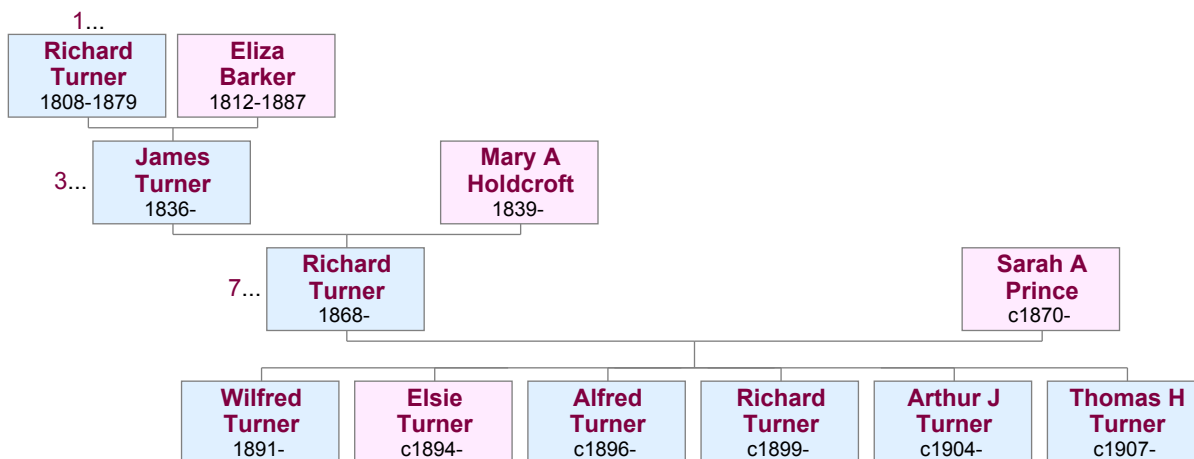 1...
Richard
Turner
1808-1879
Eliza
Barker
1812-1887
3...
James
Turner
1836-
Mary A
Holdcroft
1839-
7...
Richard
Turner
1868-
Sarah A
Prince
c1870-
Wilfred
Turner
1891-
Elsie
Turner
c1894-
Alfred
Turner
c1896-
Richard
Turner
c1899-
Arthur J
Turner
c1904-
Thomas H
Turner
c1907-